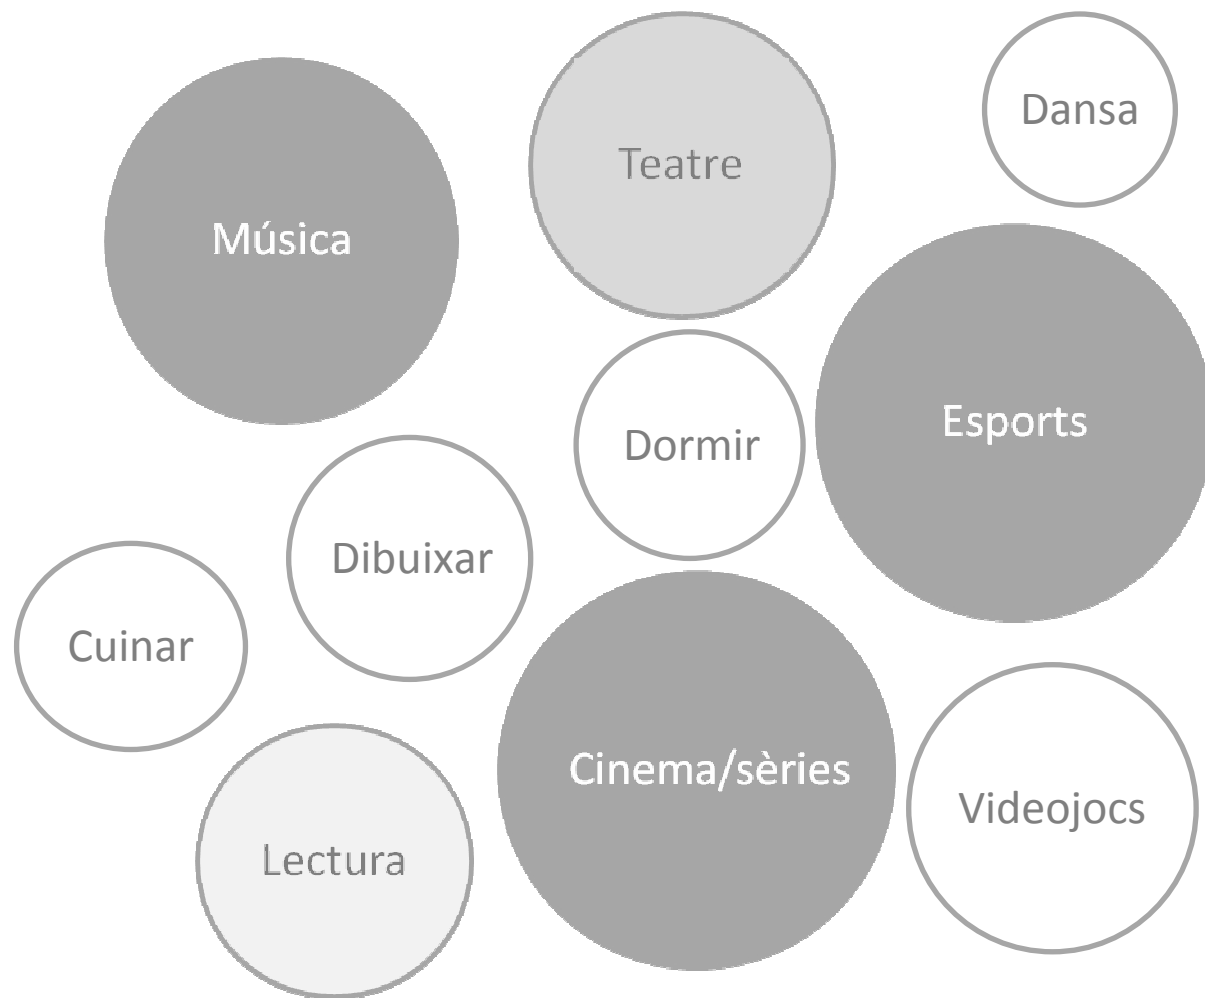 Dansa
Teatre
Música
Esports
Dormir
Dibuixar
Cuinar
Cinema/sèries
Videojocs
Lectura